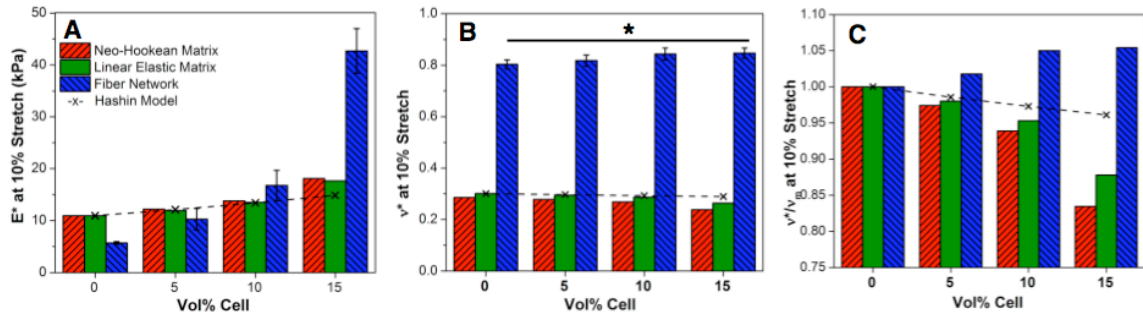 A
E* at 10% Stretch (kPa)
50
40
30
20
10
0
Neo-Hookean Matrix
Linear Elastic Matrix
Fiber Network
Hashin Model
0 5 10 15
Vol% Cell
B
*
ν* at 10% Stretch
1.0
0.8
0.6
0.4
0.2
0.0
0 5 10 15
Vol% Cell
C
ν*/νₘ at 10% Stretch
1.05
1.00
0.95
0.90
0.85
0.80
0.75
0 5 10 15
Vol% Cell